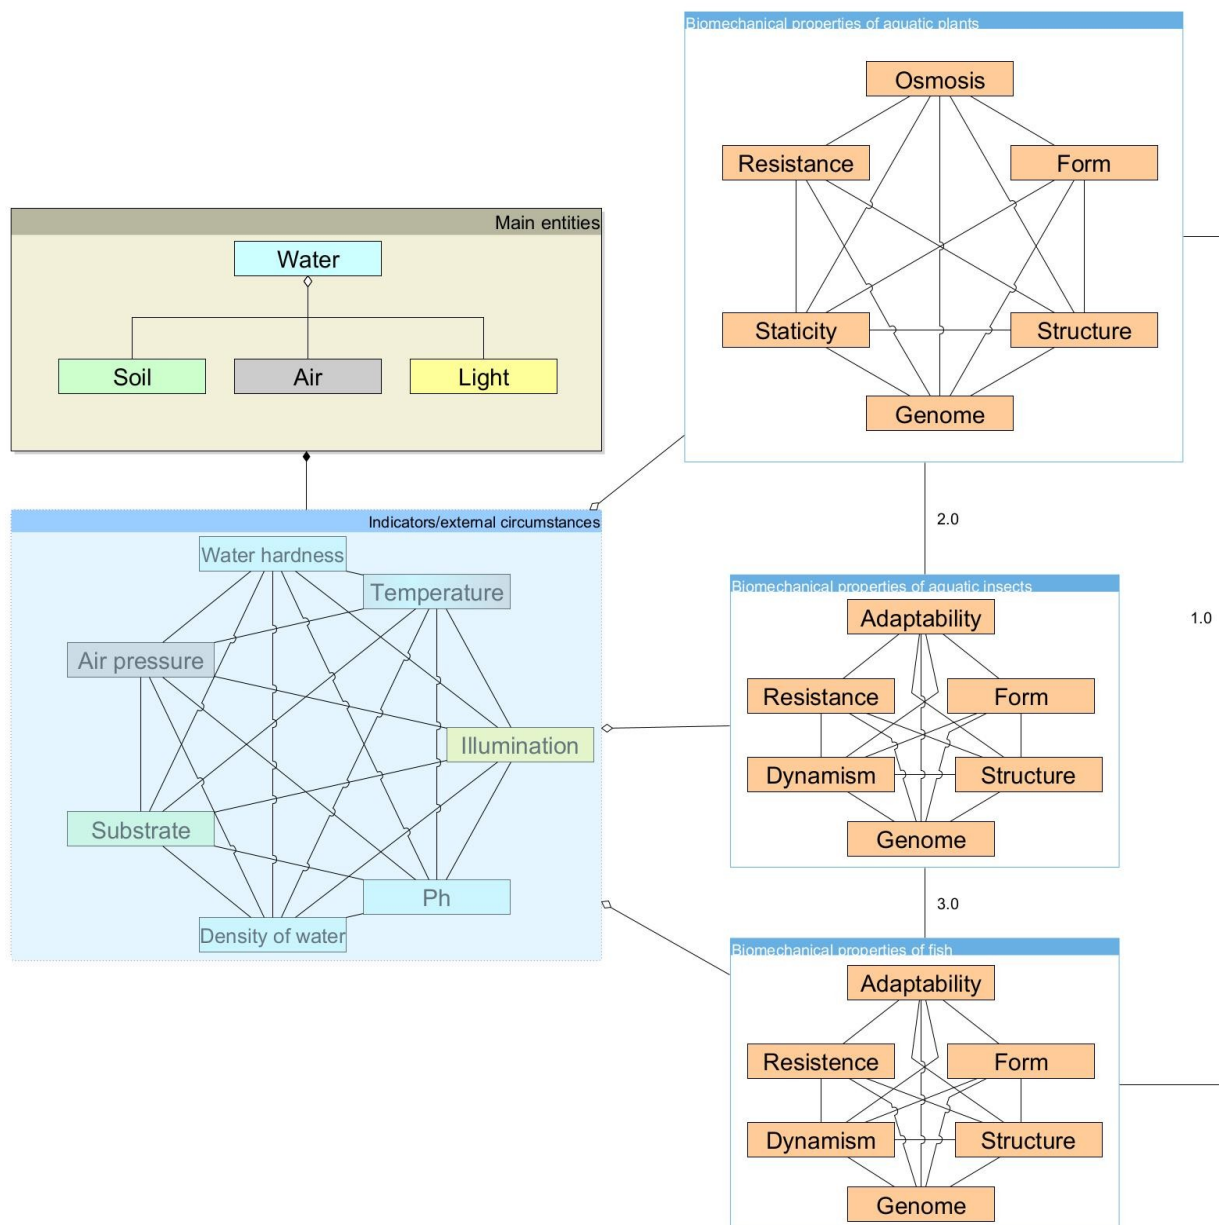 Biomechanical properties of aquatic plants
Osmosis
Resistance
Form
Staticity
Structure
Genome
Main entities
Water
Soil
Air
Light
Indicators/external circumstances
Water hardness
Temperature
Air pressure
Illumination
Substrate
Ph
Density of water
2.0
1.0
Biomechanical properties of aquatic insects
Adaptability
Resistance
Form
Dynamism
Structure
Genome
3.0
Biomechanical properties of fish
Adaptability
Resistence
Form
Dynamism
Structure
Genome